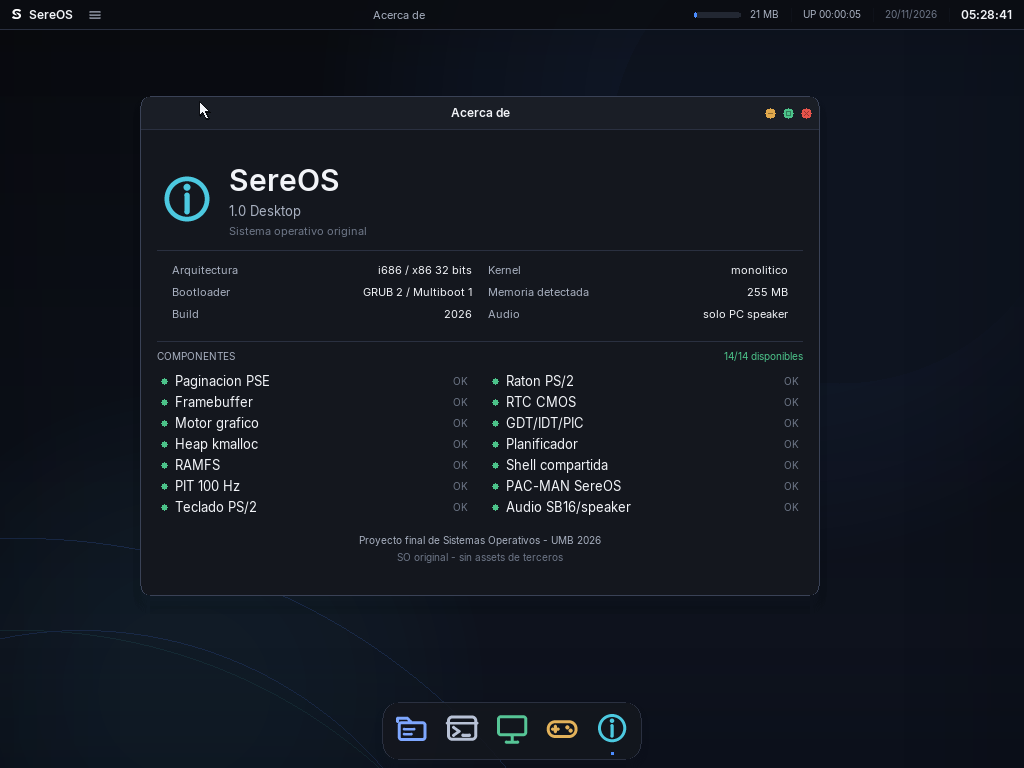 SereOS Acerca de 21 MB UP 00:00:05 20/11/2026 05:28:41
Acerca de
SereOS
1.0 Desktop
Sistema operativo original
Arquitectura i686 / x86 32 bits Kernel monolitico
Bootloader GRUB 2 / Multiboot 1 Memoria detectada 255 MB
Build 2026 Audio solo PC speaker
COMPONENTES 14/14 disponibles
Paginacion PSE OK Raton PS/2 OK
Framebuffer OK RTC CMOS OK
Motor grafico OK GDT/IDT/PIC OK
Heap kmalloc OK Planificador OK
RAMFS OK Shell compartida OK
PIT 100 Hz OK PAC-MAN SereOS OK
Teclado PS/2 OK Audio SB16/speaker OK
Proyecto final de Sistemas Operativos - UMB 2026
SO original - sin assets de terceros